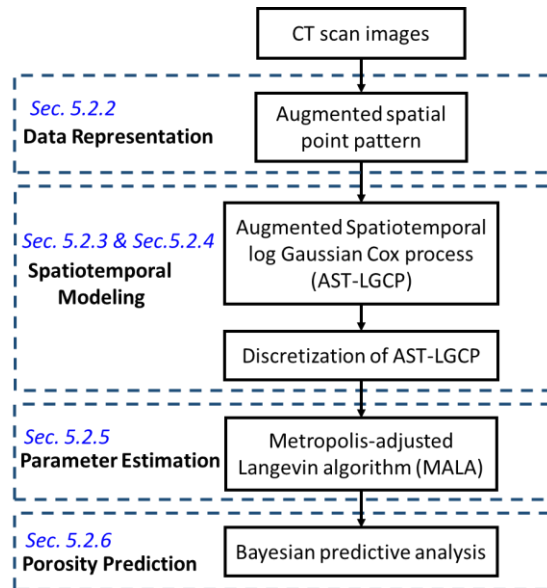 CT scan images
Sec. 5.2.2
Data Representation
Augmented spatial
point pattern
Sec. 5.2.3 & Sec.5.2.4
Spatiotemporal
Modeling
Augmented Spatiotemporal
log Gaussian Cox process
(AST-LGCP)
Discretization of AST-LGCP
Sec. 5.2.5
Parameter Estimation
Metropolis-adjusted
Langevin algorithm (MALA)
Sec. 5.2.6
Porosity Prediction
Bayesian predictive analysis